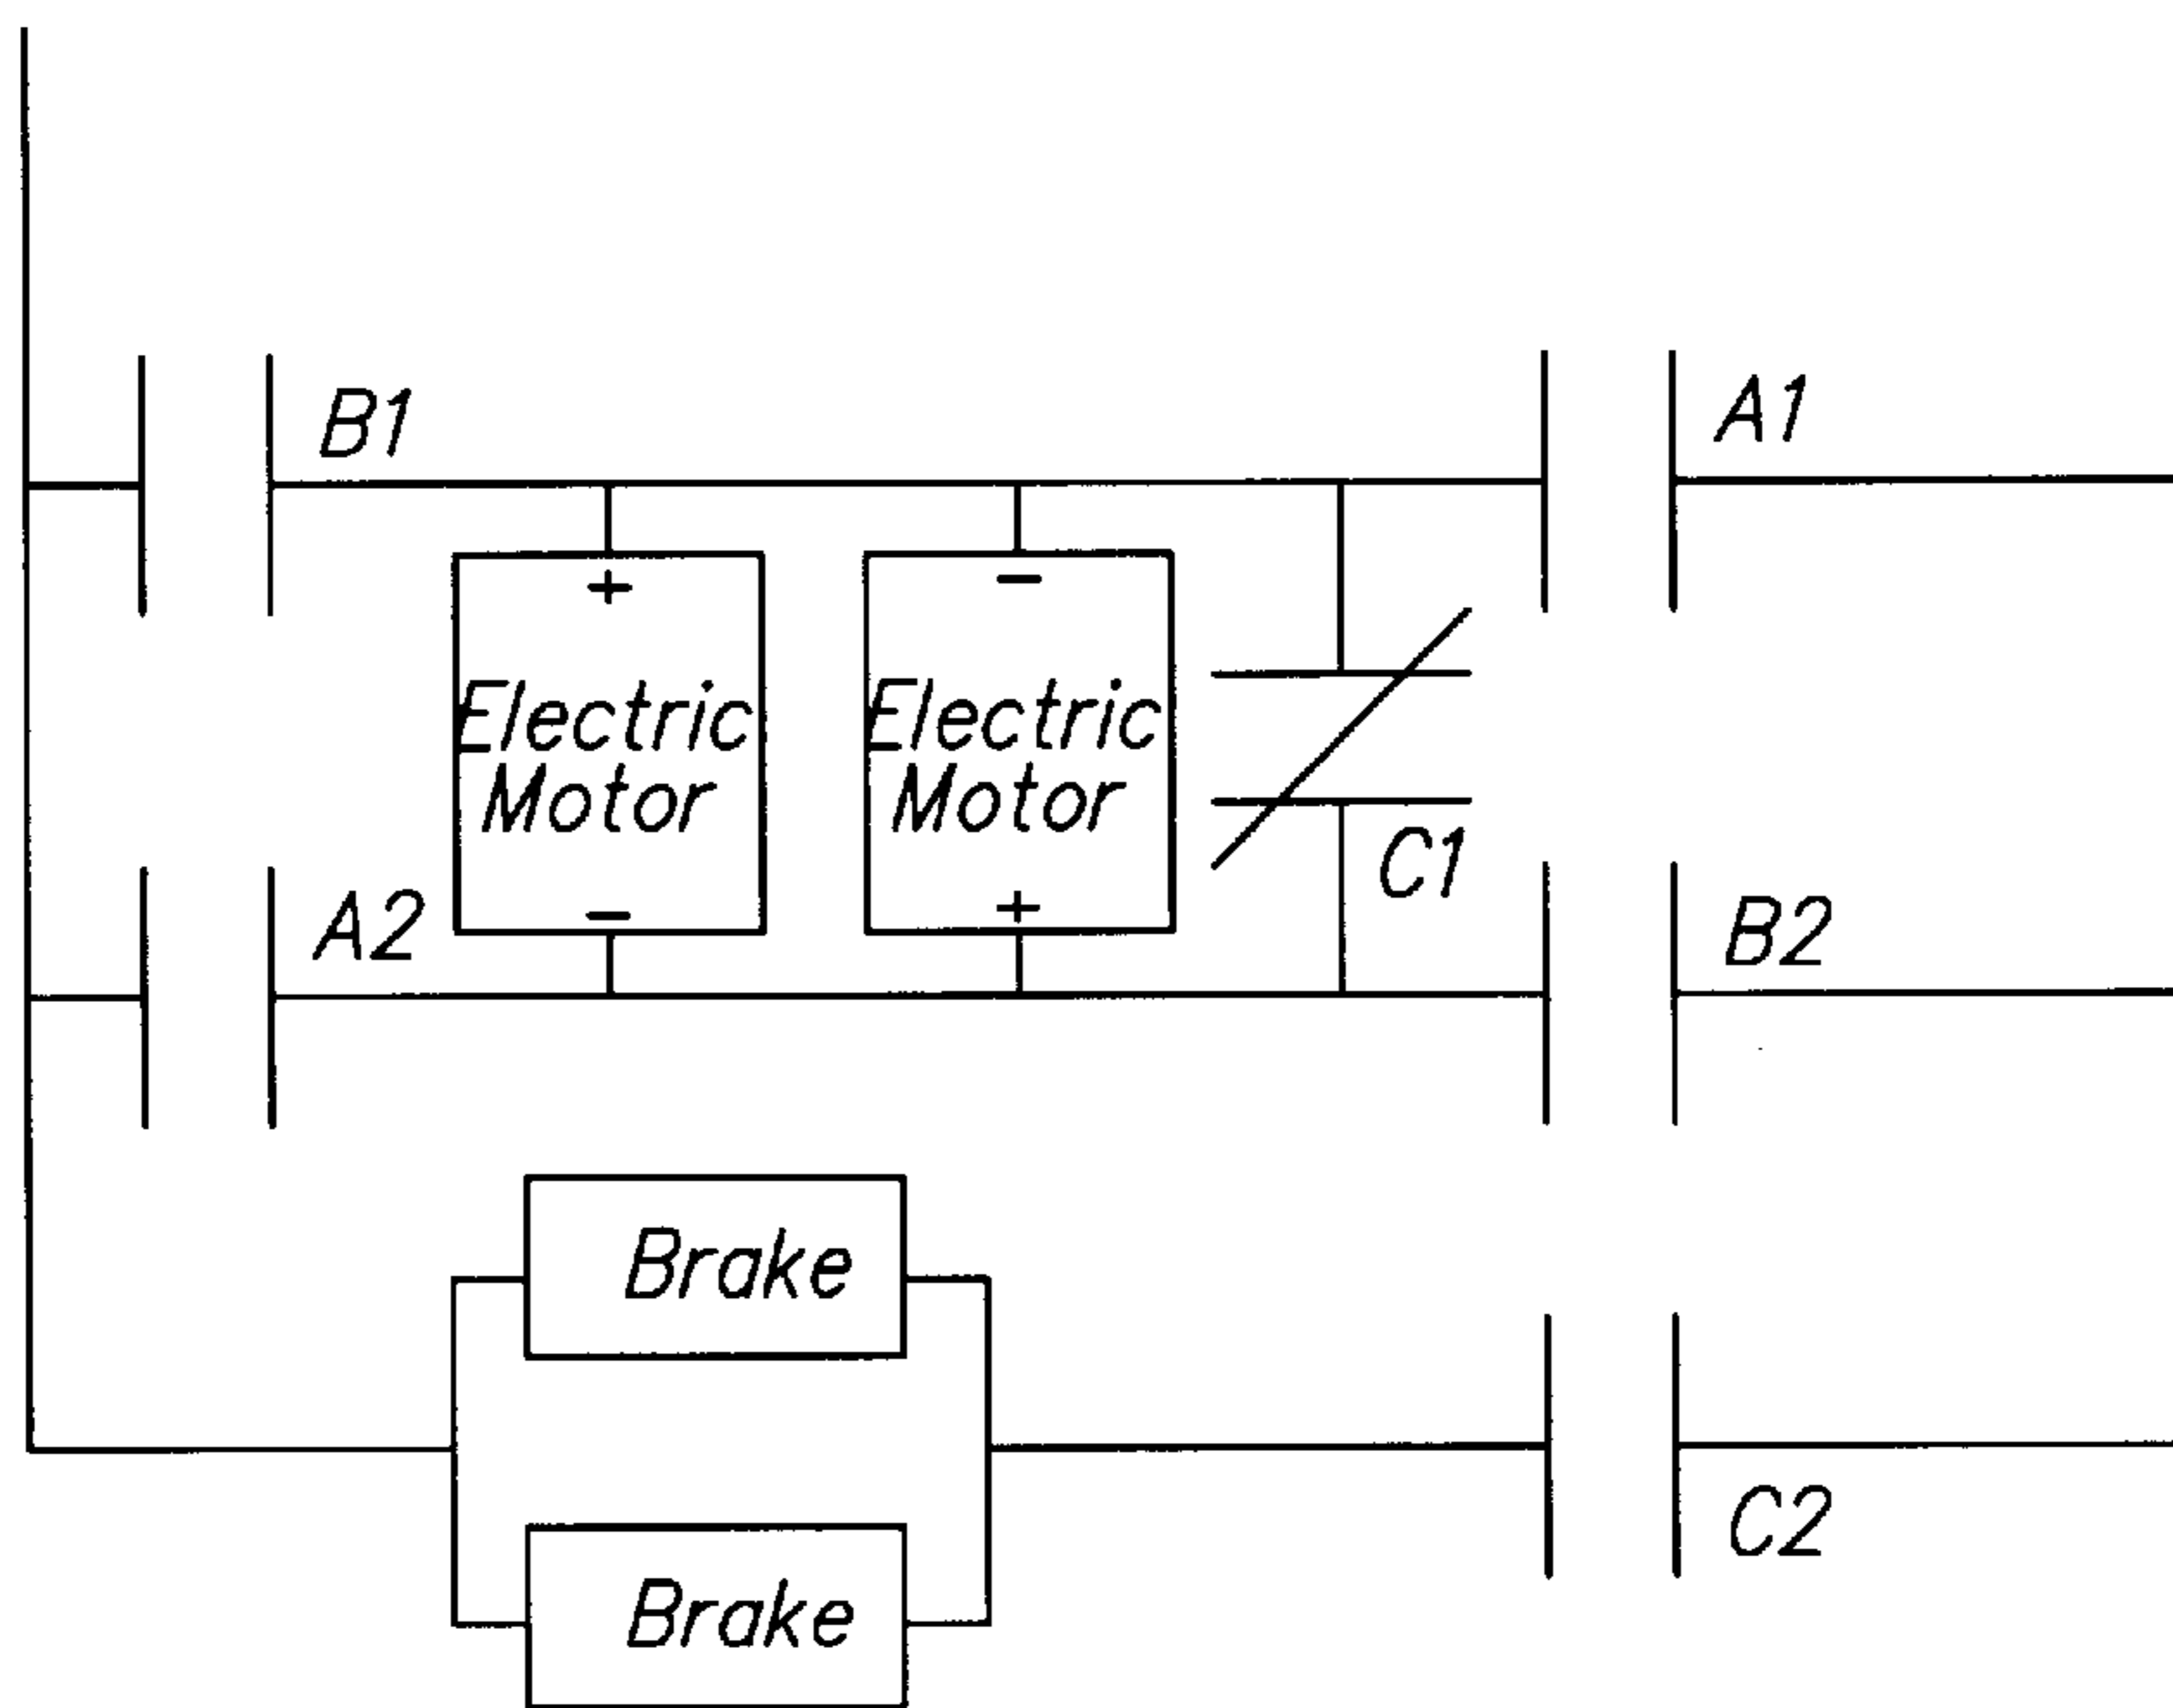 B1
A1
+
−
Electric
Motor
Electric
Motor
C1
−
+
A2
B2
Brake
C2
Brake